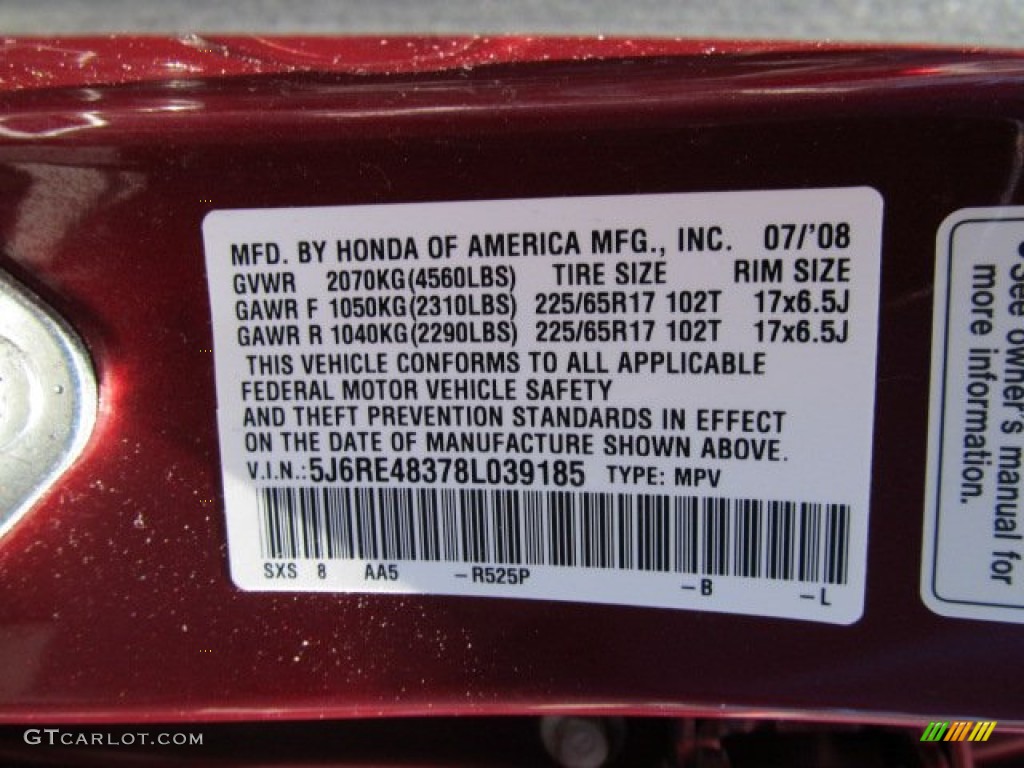 MFD. BY HONDA OF AMERICA MFG., INC. 07/'08
GVWR 2070KG(4560LBS) TIRE SIZE RIM SIZE
GAWR F 1050KG(2310LBS) 225/65R17 102T 17x6.5J
GAWR R 1040KG(2290LBS) 225/65R17 102T 17x6.5J
THIS VEHICLE CONFORMS TO ALL APPLICABLE
FEDERAL MOTOR VEHICLE SAFETY
AND THEFT PREVENTION STANDARDS IN EFFECT
ON THE DATE OF MANUFACTURE SHOWN ABOVE.
V.I.N.:5J6RE48378L039185 TYPE: MPV
SXS 8 AA5 -R525P -B -L
See owner's manual for
more information.
GTCARLOT.COM